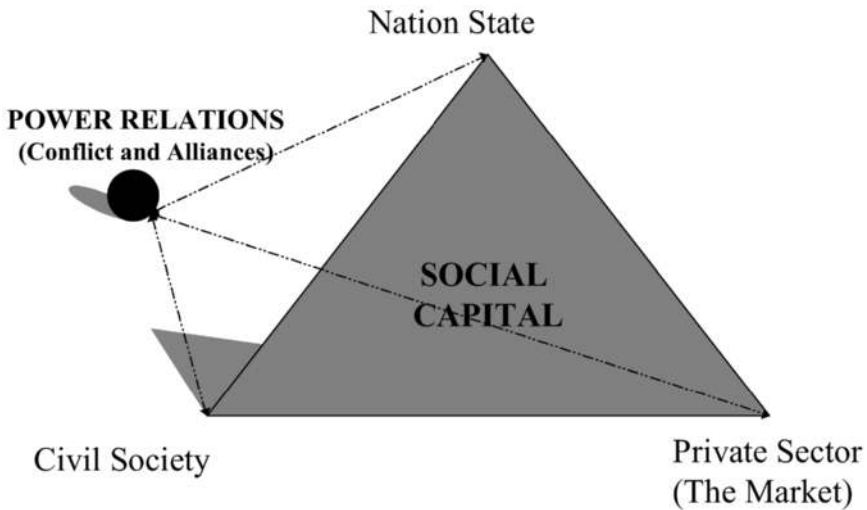 Nation State
POWER RELATIONS
(Conflict and Alliances)
SOCIAL
CAPITAL
Civil Society
Private Sector
(The Market)